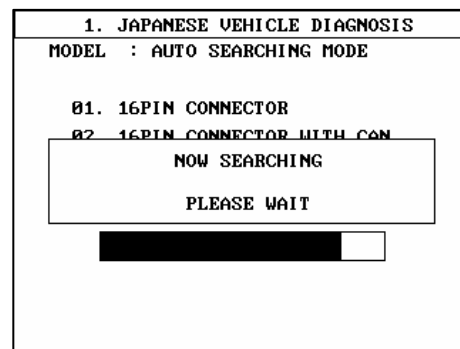 1. JAPANESE VEHICLE DIAGNOSIS
MODEL : AUTO SEARCHING MODE
01. 16PIN CONNECTOR
02. 16PIN CONNECTOR WITH CAN
NOW SEARCHING
PLEASE WAIT